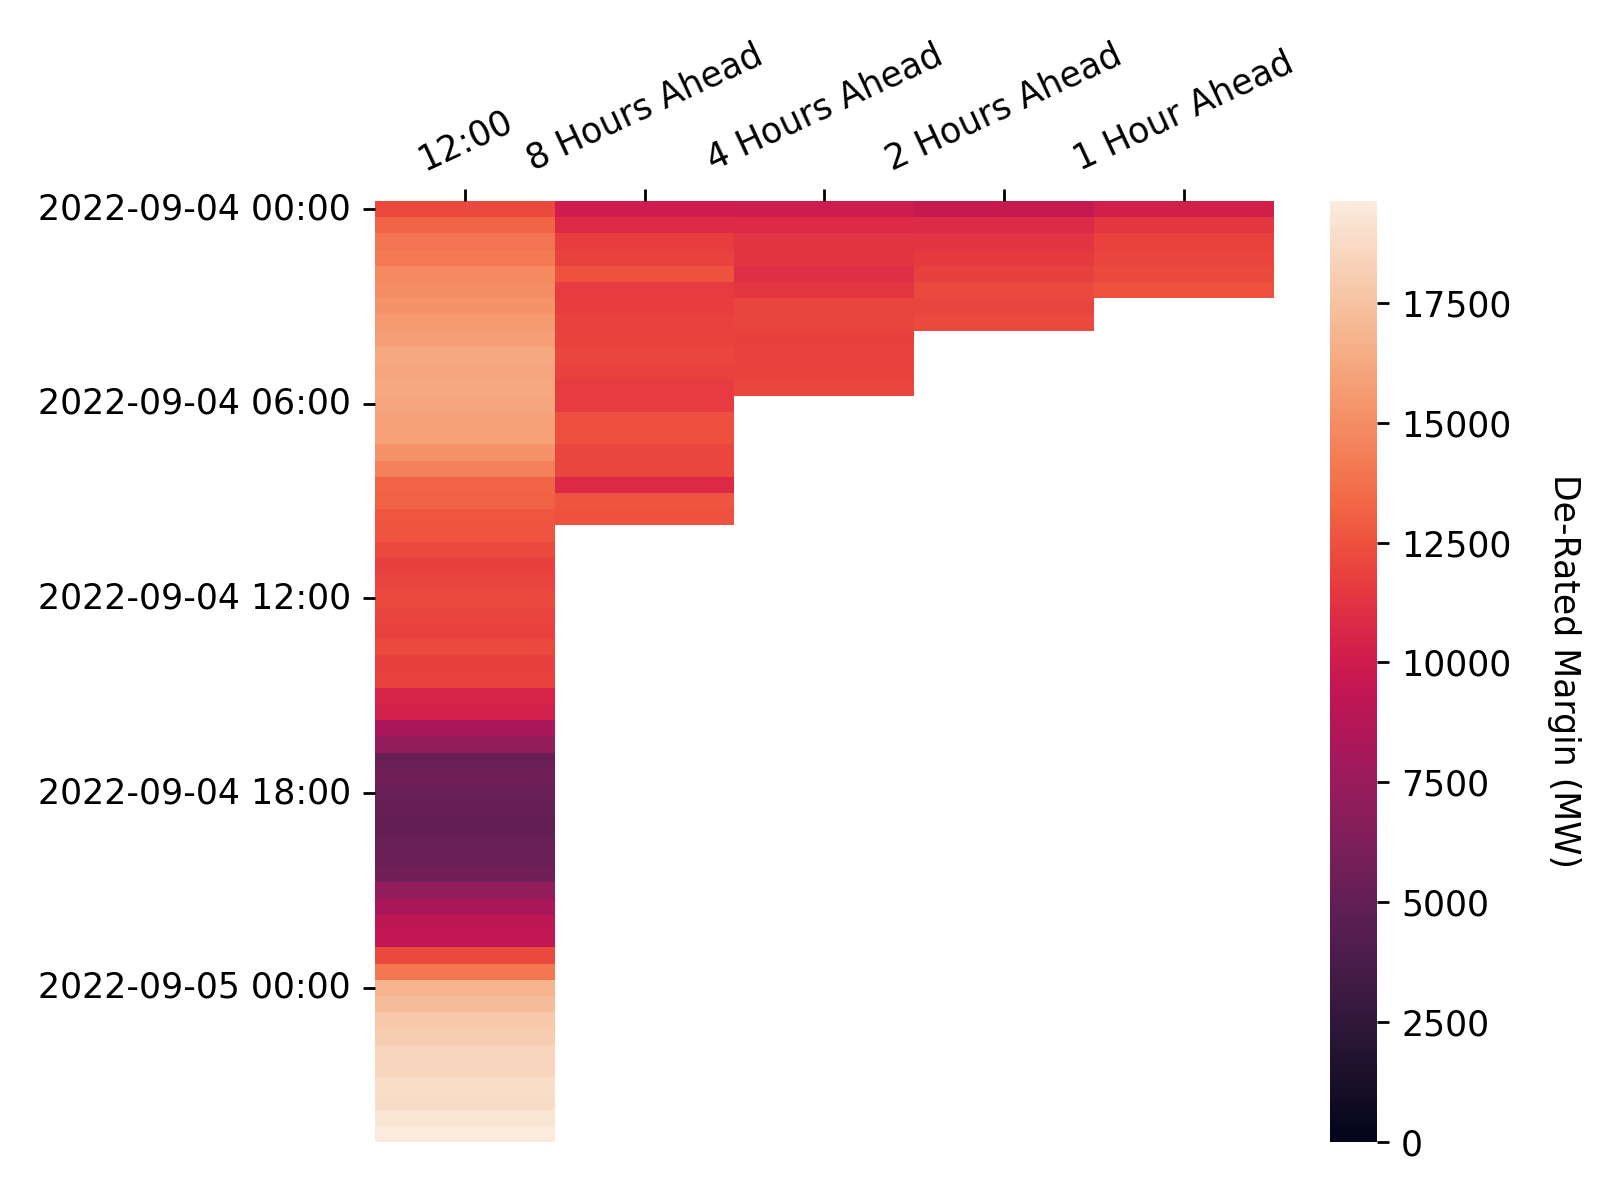 12:00
8 Hours Ahead
4 Hours Ahead
2 Hours Ahead
1 Hour Ahead
2022-09-04 00:00
2022-09-04 06:00
2022-09-04 12:00
2022-09-04 18:00
2022-09-05 00:00
17500
15000
12500
10000
7500
5000
2500
0
De-Rated Margin (MW)